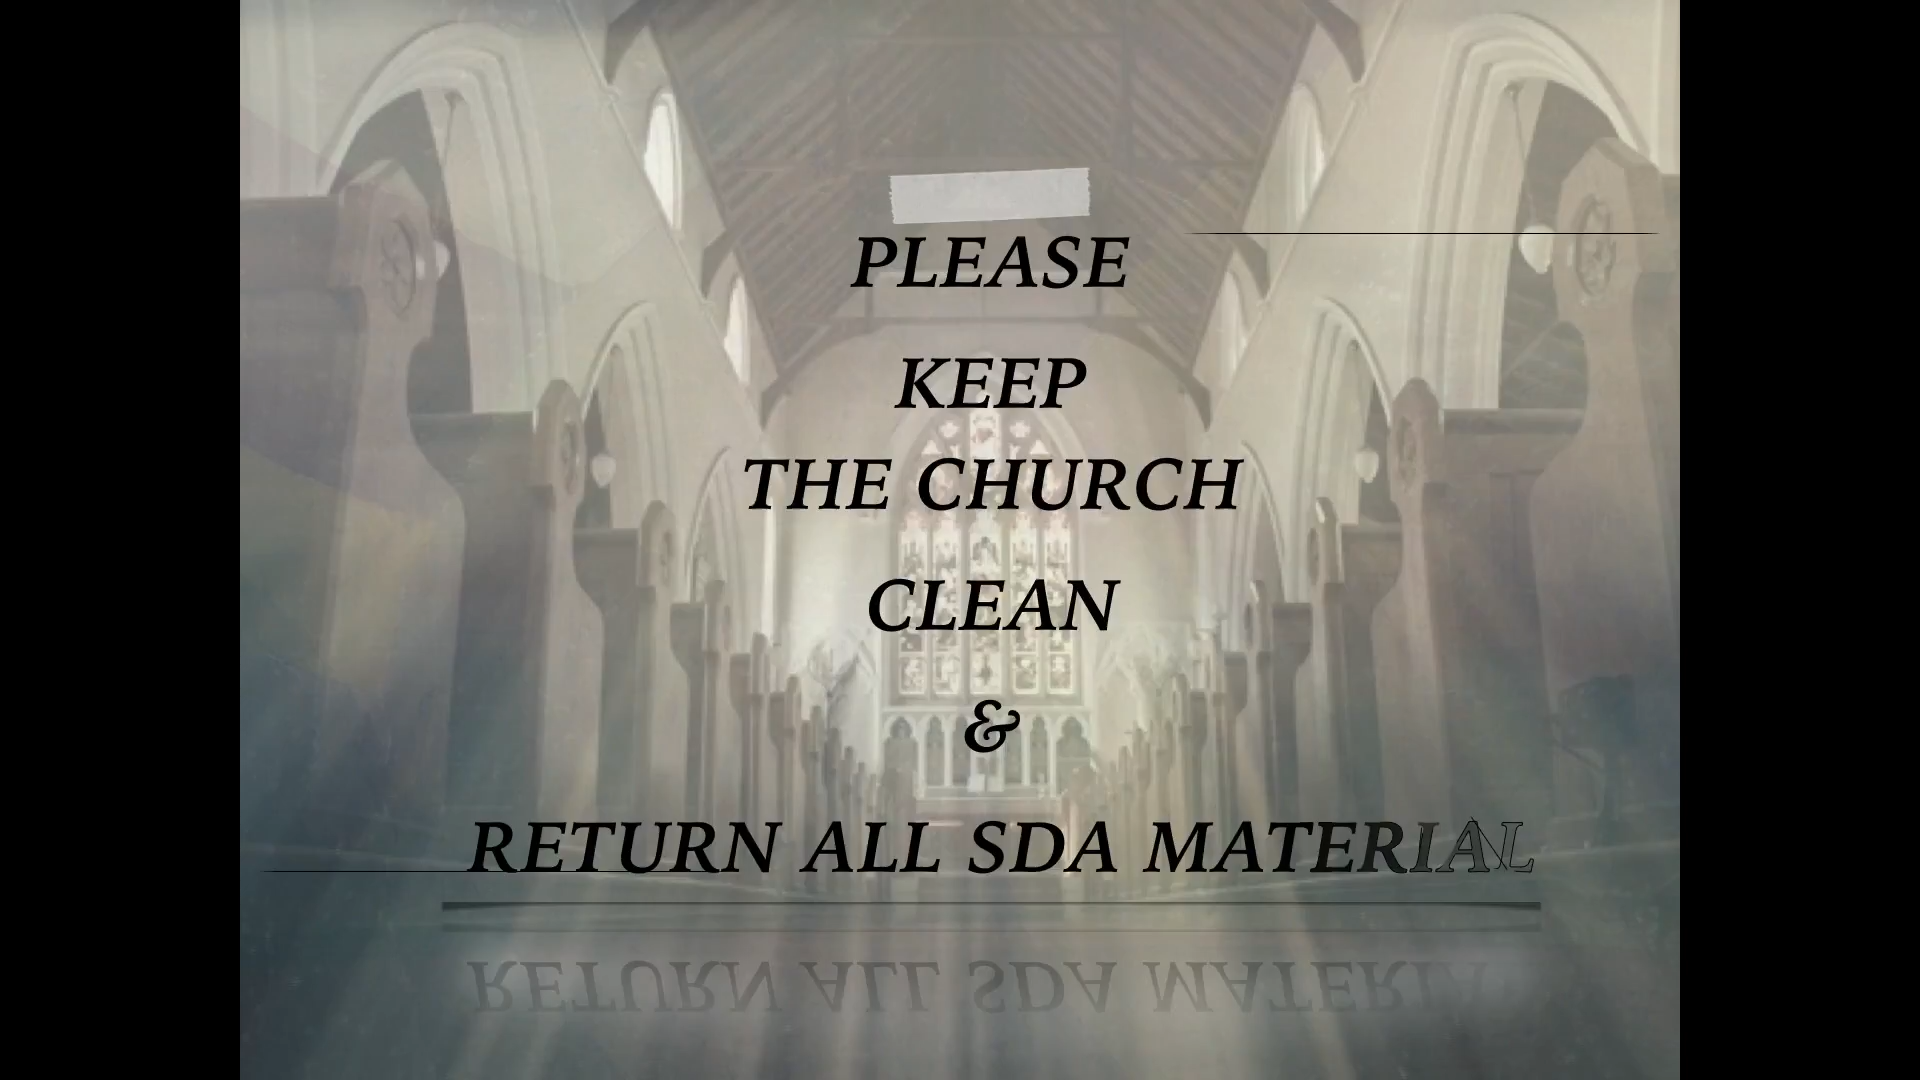 PLEASE
KEEP
THE CHURCH
CLEAN
&
RETURN ALL SDA MATERIAL